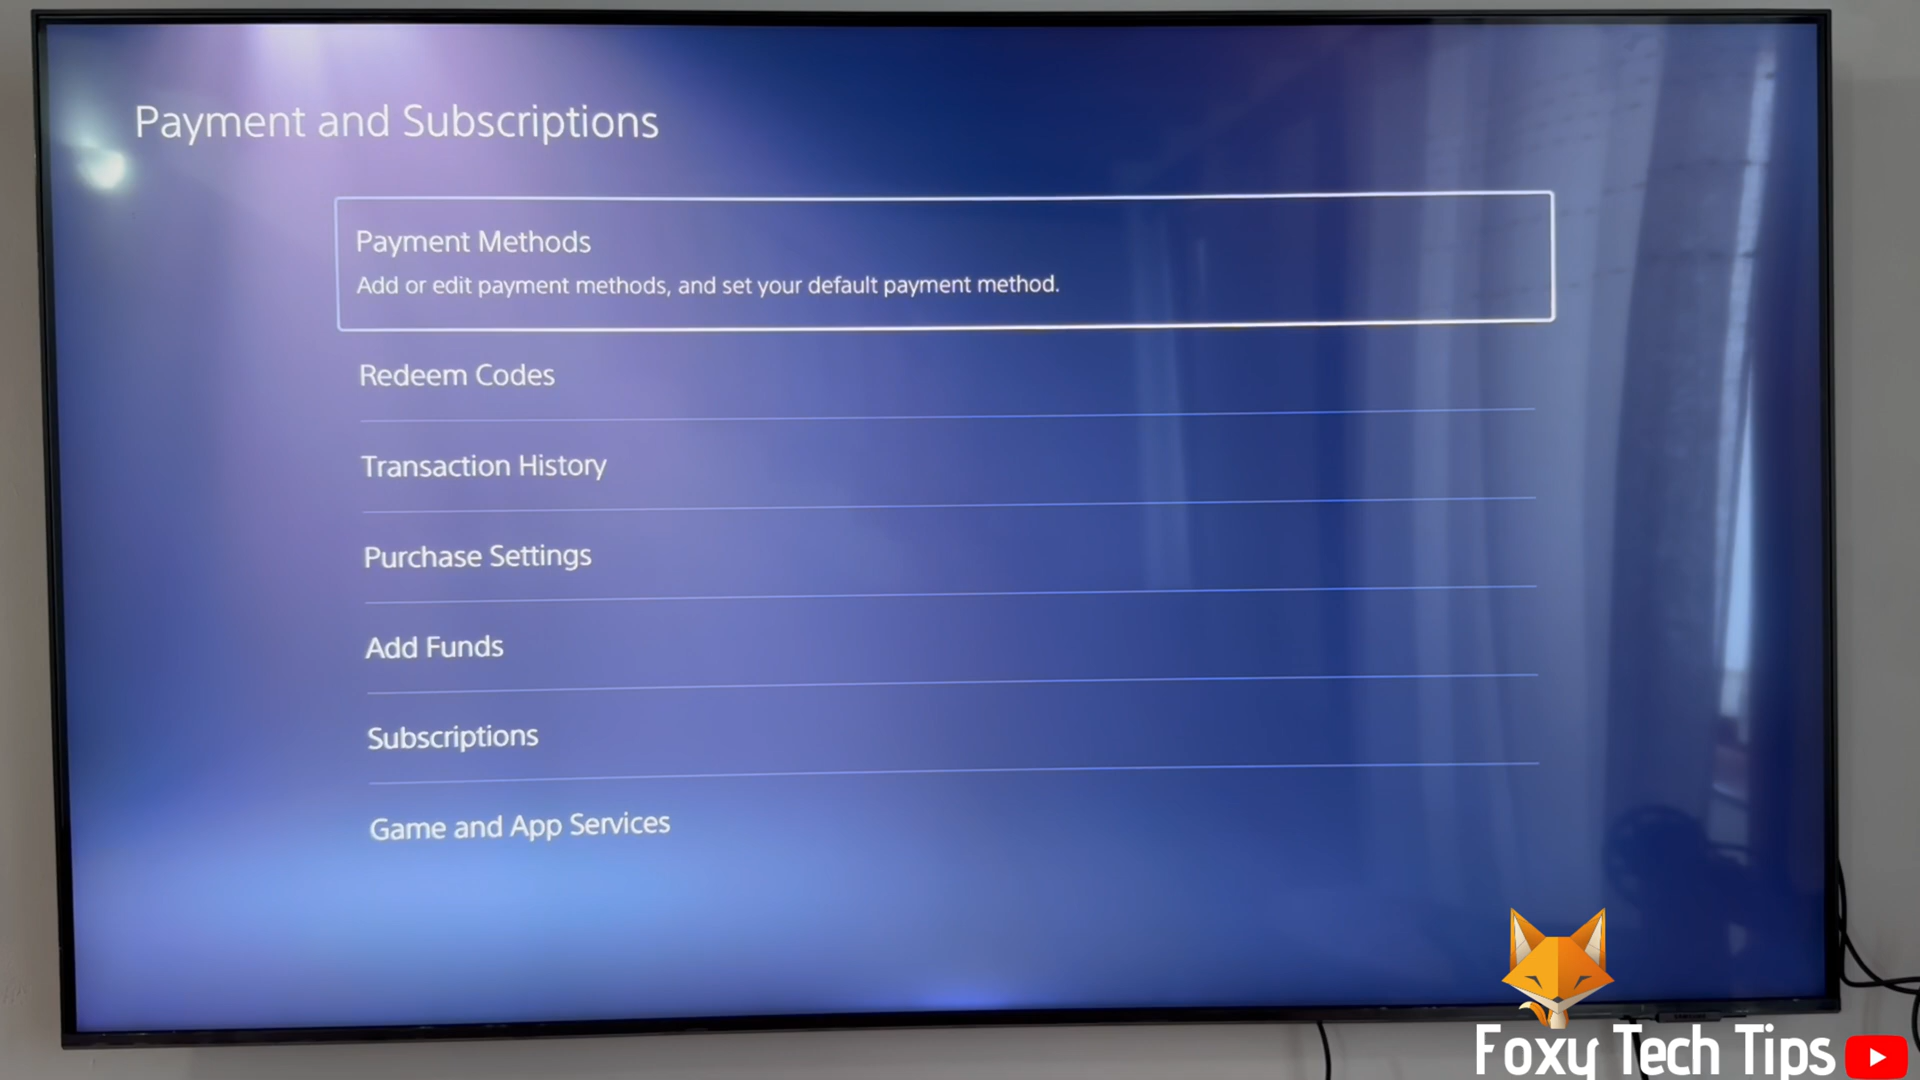 Payment and Subscriptions
Payment Methods
Add or edit payment methods, and set your default payment method.
Redeem Codes
Transaction History
Purchase Settings
Add Funds
Subscriptions
Game and App Services
Foxy Tech Tips